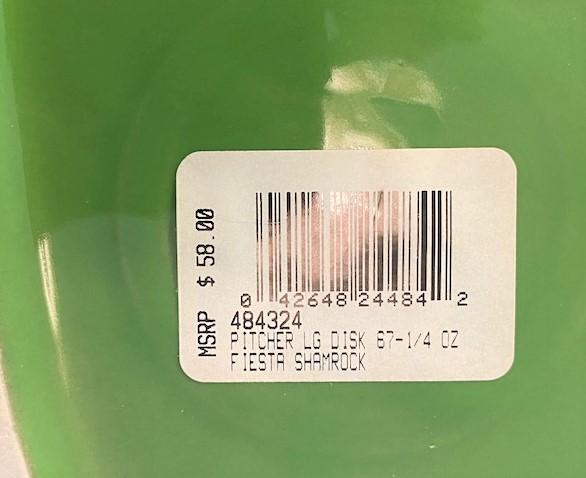 MSRP $ 58.00
0 42648 24484 2
484324
PITCHER LG DISK 67-1/4 OZ
FIESTA SHAMROCK